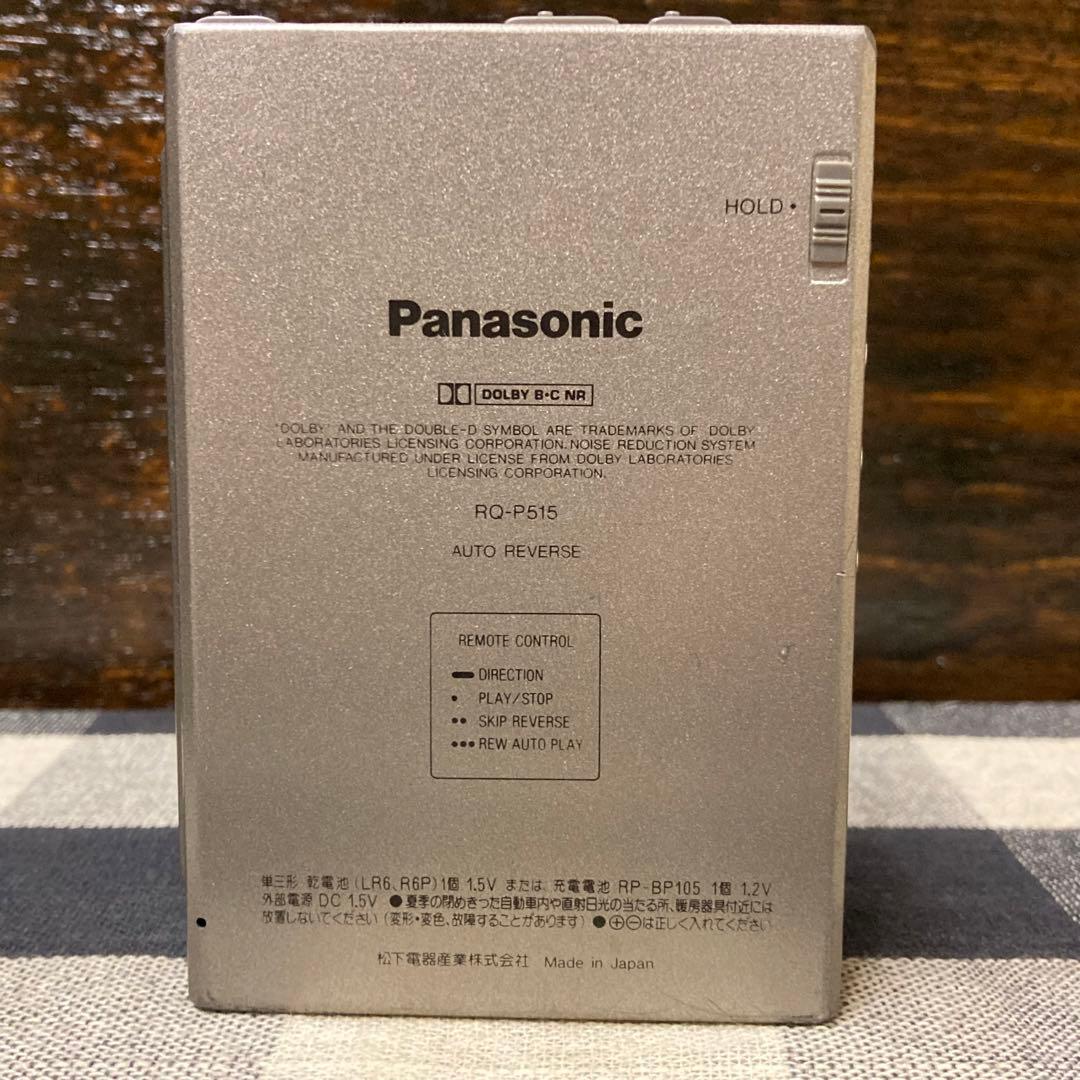 HOLD •
Panasonic
DOLBY B•C NR
"DOLBY" AND THE DOUBLE-D SYMBOL ARE TRADEMARKS OF DOLBY
LABORATORIES LICENSING CORPORATION. NOISE REDUCTION SYSTEM
MANUFACTURED UNDER LICENSE FROM DOLBY LABORATORIES
LICENSING CORPORATION.
RQ-P515
AUTO REVERSE
REMOTE CONTROL
DIRECTION
• PLAY/STOP
•• SKIP REVERSE
••• REW AUTO PLAY
単三形 乾電池(LR6、R6P)1個 1.5V または 充電電池 RP-BP105 1個 1.2V
外部電源 DC 1.5V ●夏季の閉めきった自動車内や直射日光の当たる所、暖房器具付近には
放置しないでください(変形・変色、故障することがあります) ●⊕⊖は正しく入れてください
松下電器産業株式会社 Made in Japan